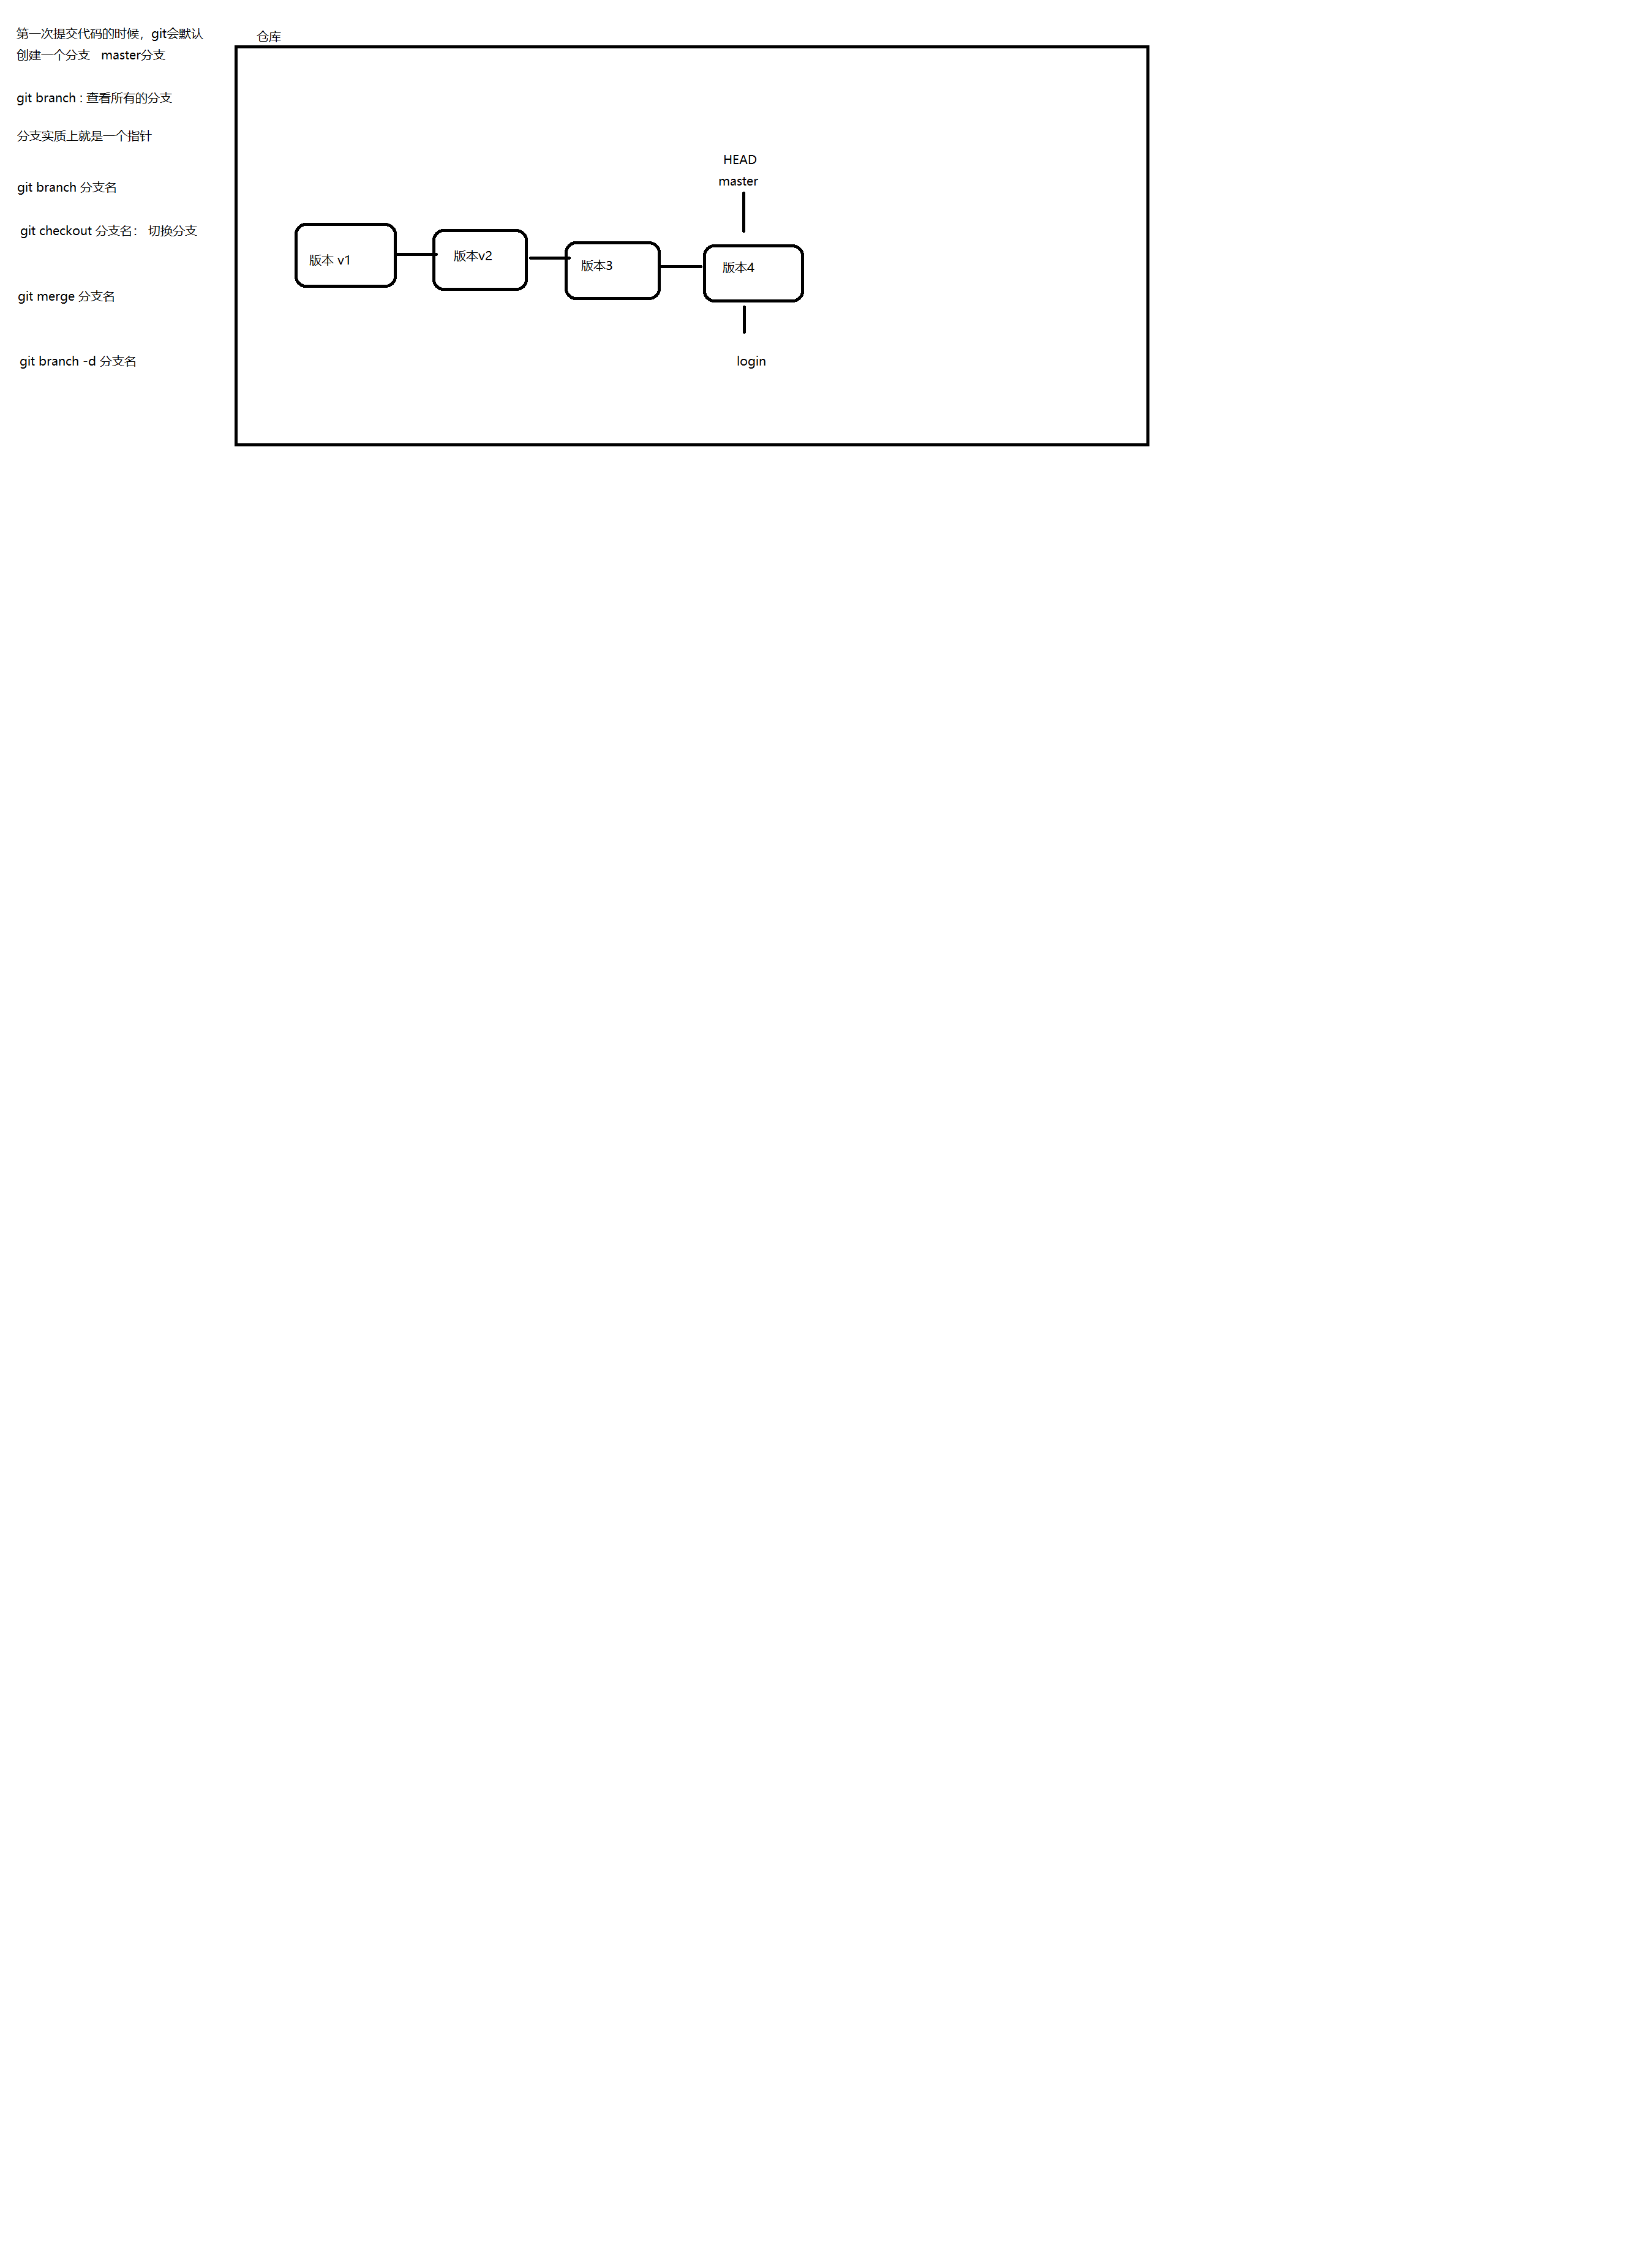 第一次提交代码的时候，git会默认
创建一个分支   master分支
git branch : 查看所有的分支
分支实质上就是一个指针
git branch 分支名
git checkout 分支名： 切换分支
git merge 分支名
git branch -d 分支名
仓库
HEAD
master
版本 v1
版本v2
版本3
版本4
login